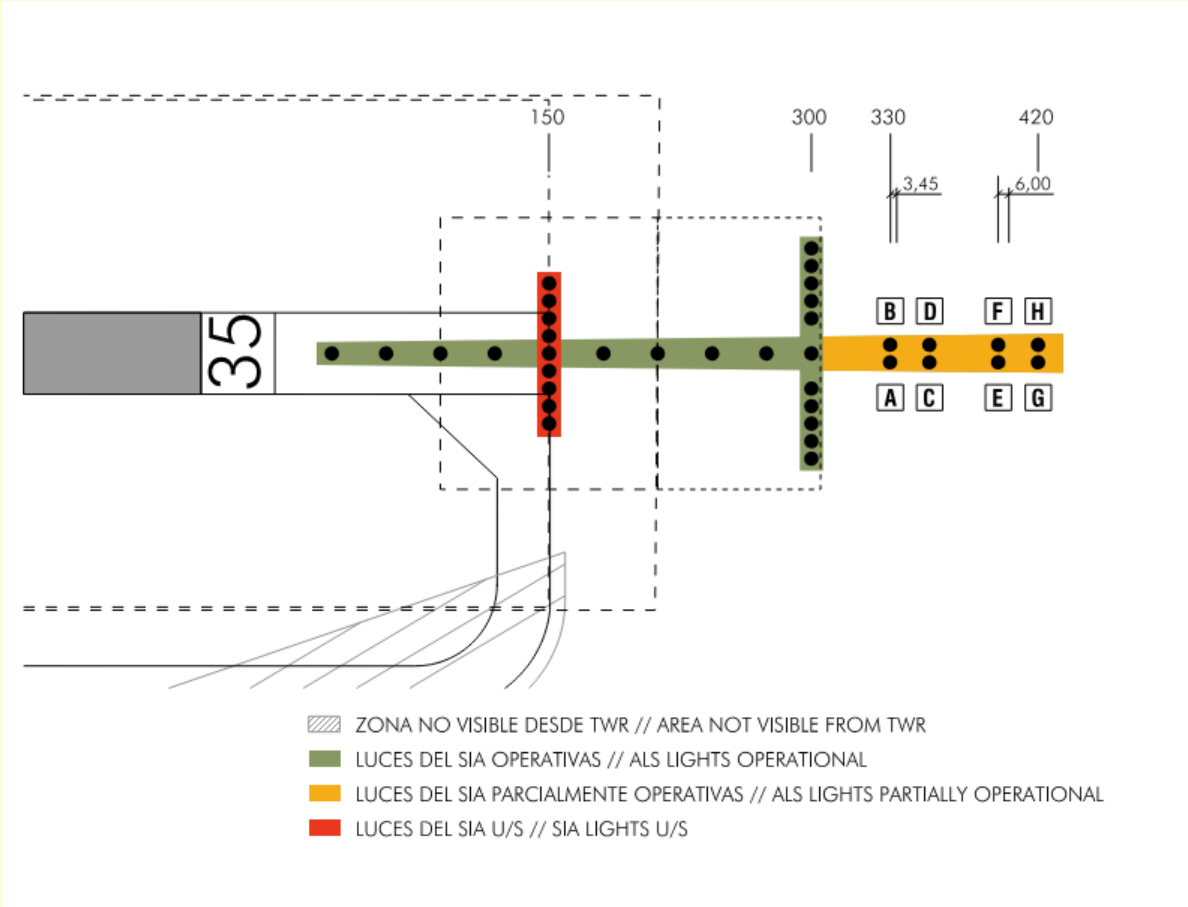 150 300 330 420
3,45 6,00
B D F H
35
A C E G
ZONA NO VISIBLE DESDE TWR // AREA NOT VISIBLE FROM TWR
LUCES DEL SIA OPERATIVAS // ALS LIGHTS OPERATIONAL
LUCES DEL SIA PARCIALMENTE OPERATIVAS // ALS LIGHTS PARTIALLY OPERATIONAL
LUCES DEL SIA U/S // SIA LIGHTS U/S